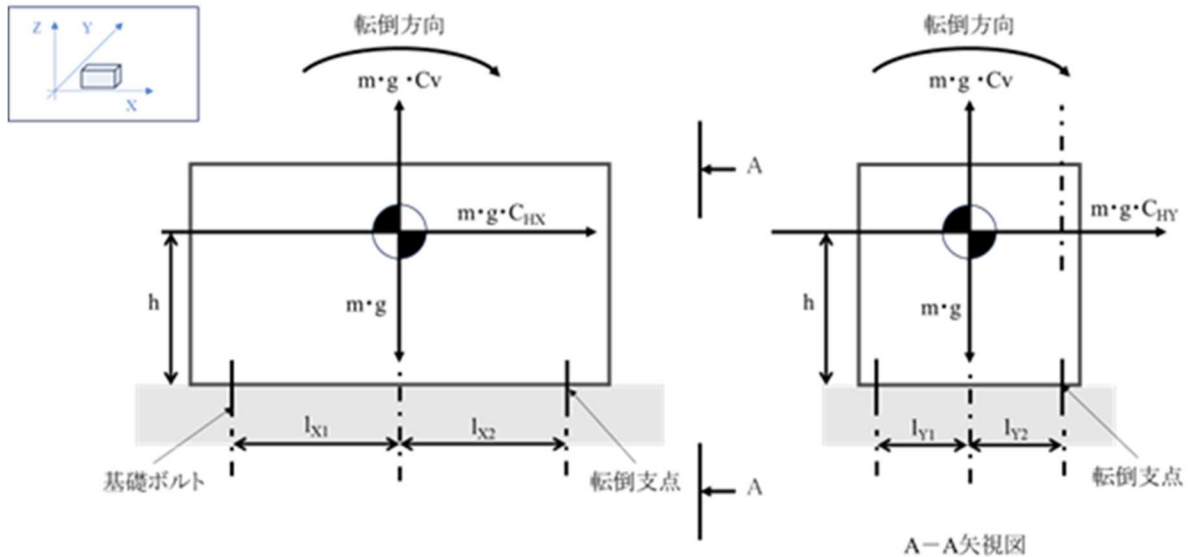 Z
Y
X
転倒方向
m・g・Cv
m・g・C_HX
h
m・g
l_X1
l_X2
基礎ボルト
転倒支点
A
A
転倒方向
m・g・Cv
m・g・C_HY
h
m・g
l_Y1
l_Y2
転倒支点
A－A矢視図